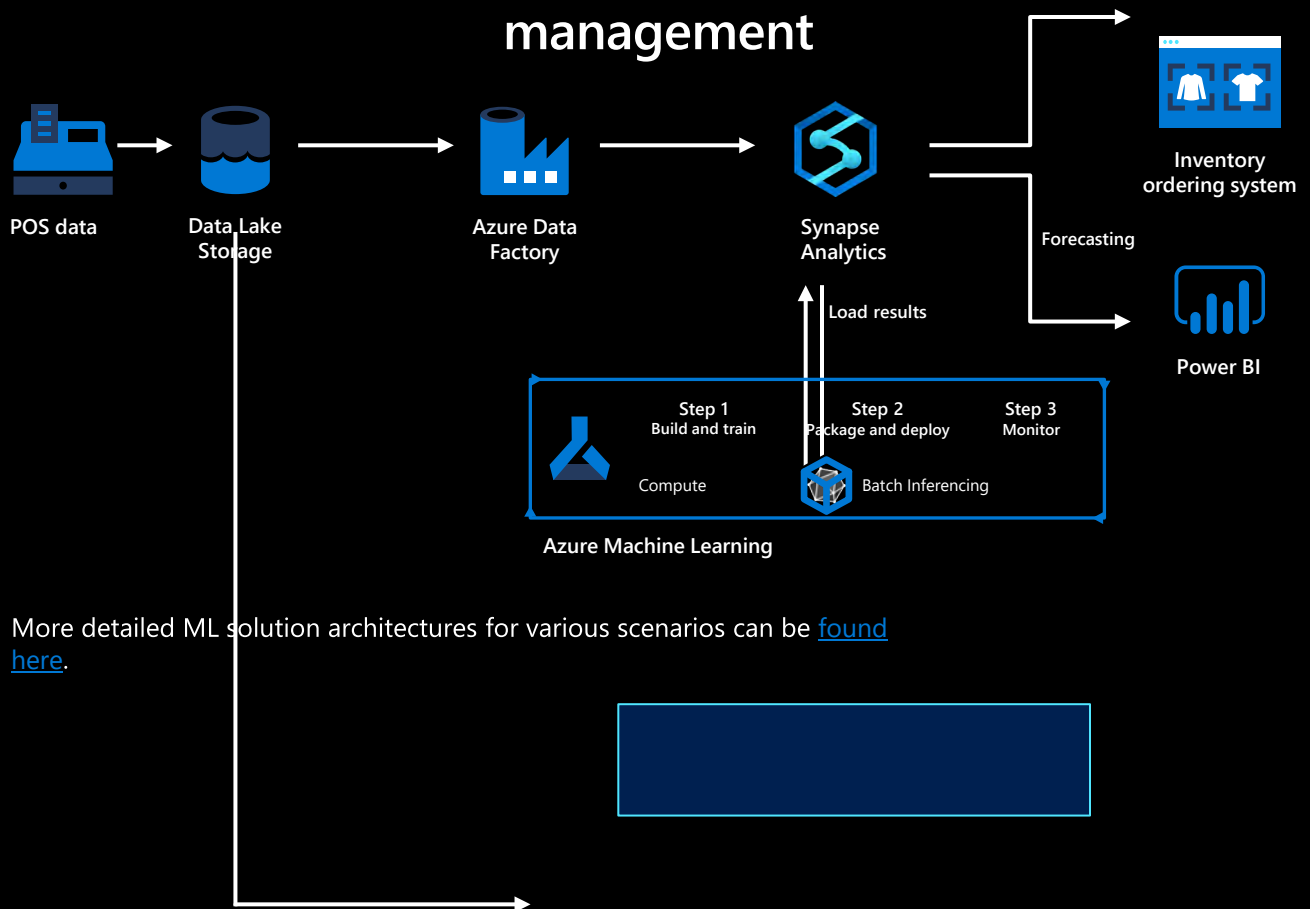 management
POS data
Data Lake
Storage
Azure Data
Factory
Synapse
Analytics
Inventory
ordering system
Forecasting
Load results
Power BI
Step 1
Build and train
Step 2
Package and deploy
Step 3
Monitor
Compute
Batch Inferencing
Azure Machine Learning
More detailed ML solution architectures for various scenarios can be found
here.